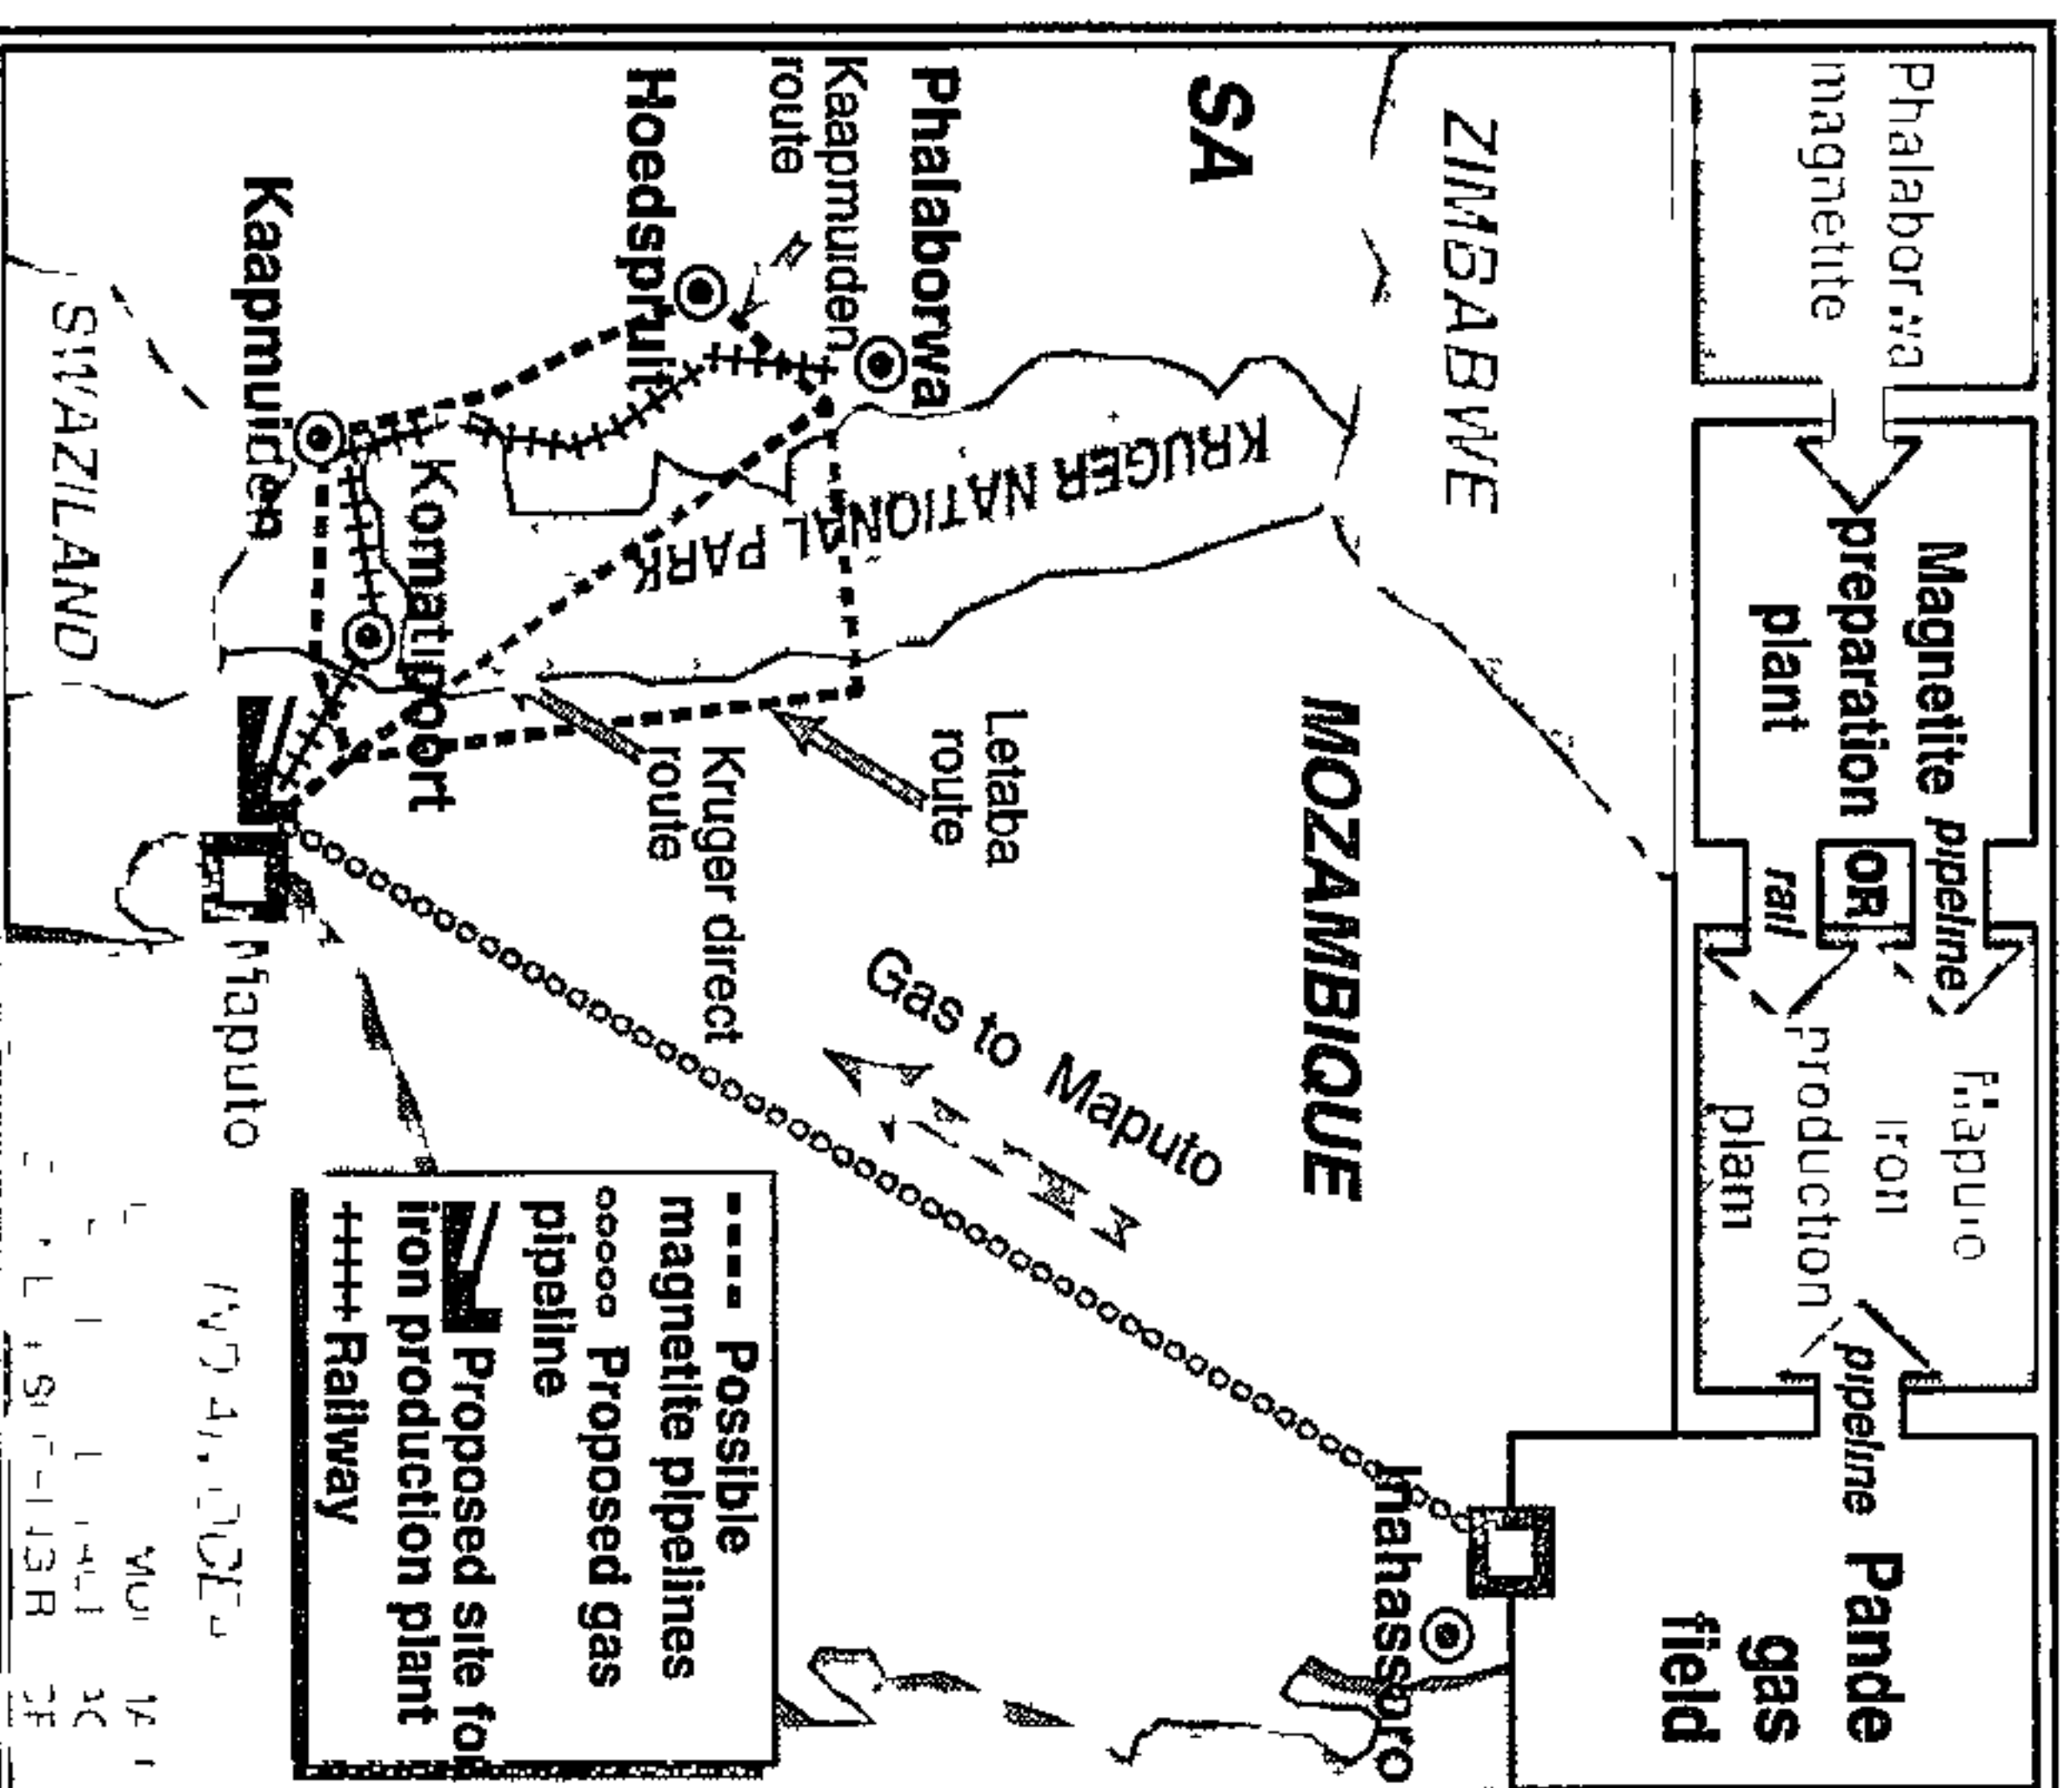 Phalaborwa
magnetite
Magnetite
preparation
plant
pipeline
OR
rail
Maputo
iron
production
plant
pipeline
Pande
gas
field
ZIMBABWE
SA
MOZAMBIQUE
Phalaborwa
Kaapmuiden
route
Hoedspruit
KRUGER NATIONAL PARK
Letaba
route
Kruger direct
route
Gas to Maputo
Inhassoro
Kaapmuiden
Komatipoort
SWAZILAND
Maputo
Possible
magnetite pipelines
Proposed gas
pipeline
Proposed site for
iron production plant
Railway